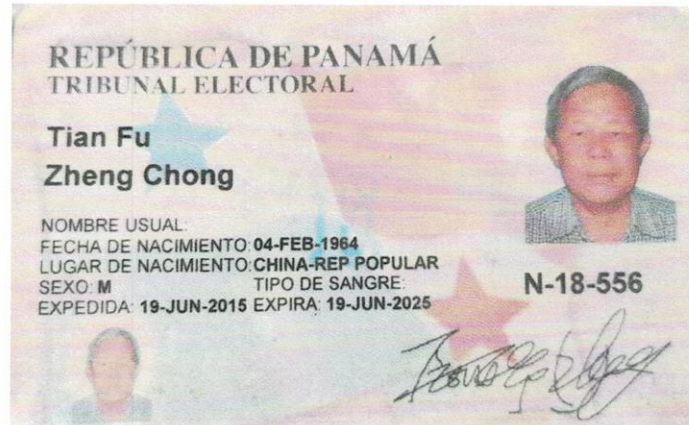 REPÚBLICA DE PANAMÁ
TRIBUNAL ELECTORAL
Tian Fu
Zheng Chong
NOMBRE USUAL:
FECHA DE NACIMIENTO: 04-FEB-1964
LUGAR DE NACIMIENTO: CHINA-REP POPULAR
SEXO: M TIPO DE SANGRE:
EXPEDIDA: 19-JUN-2015 EXPIRA: 19-JUN-2025
N-18-556